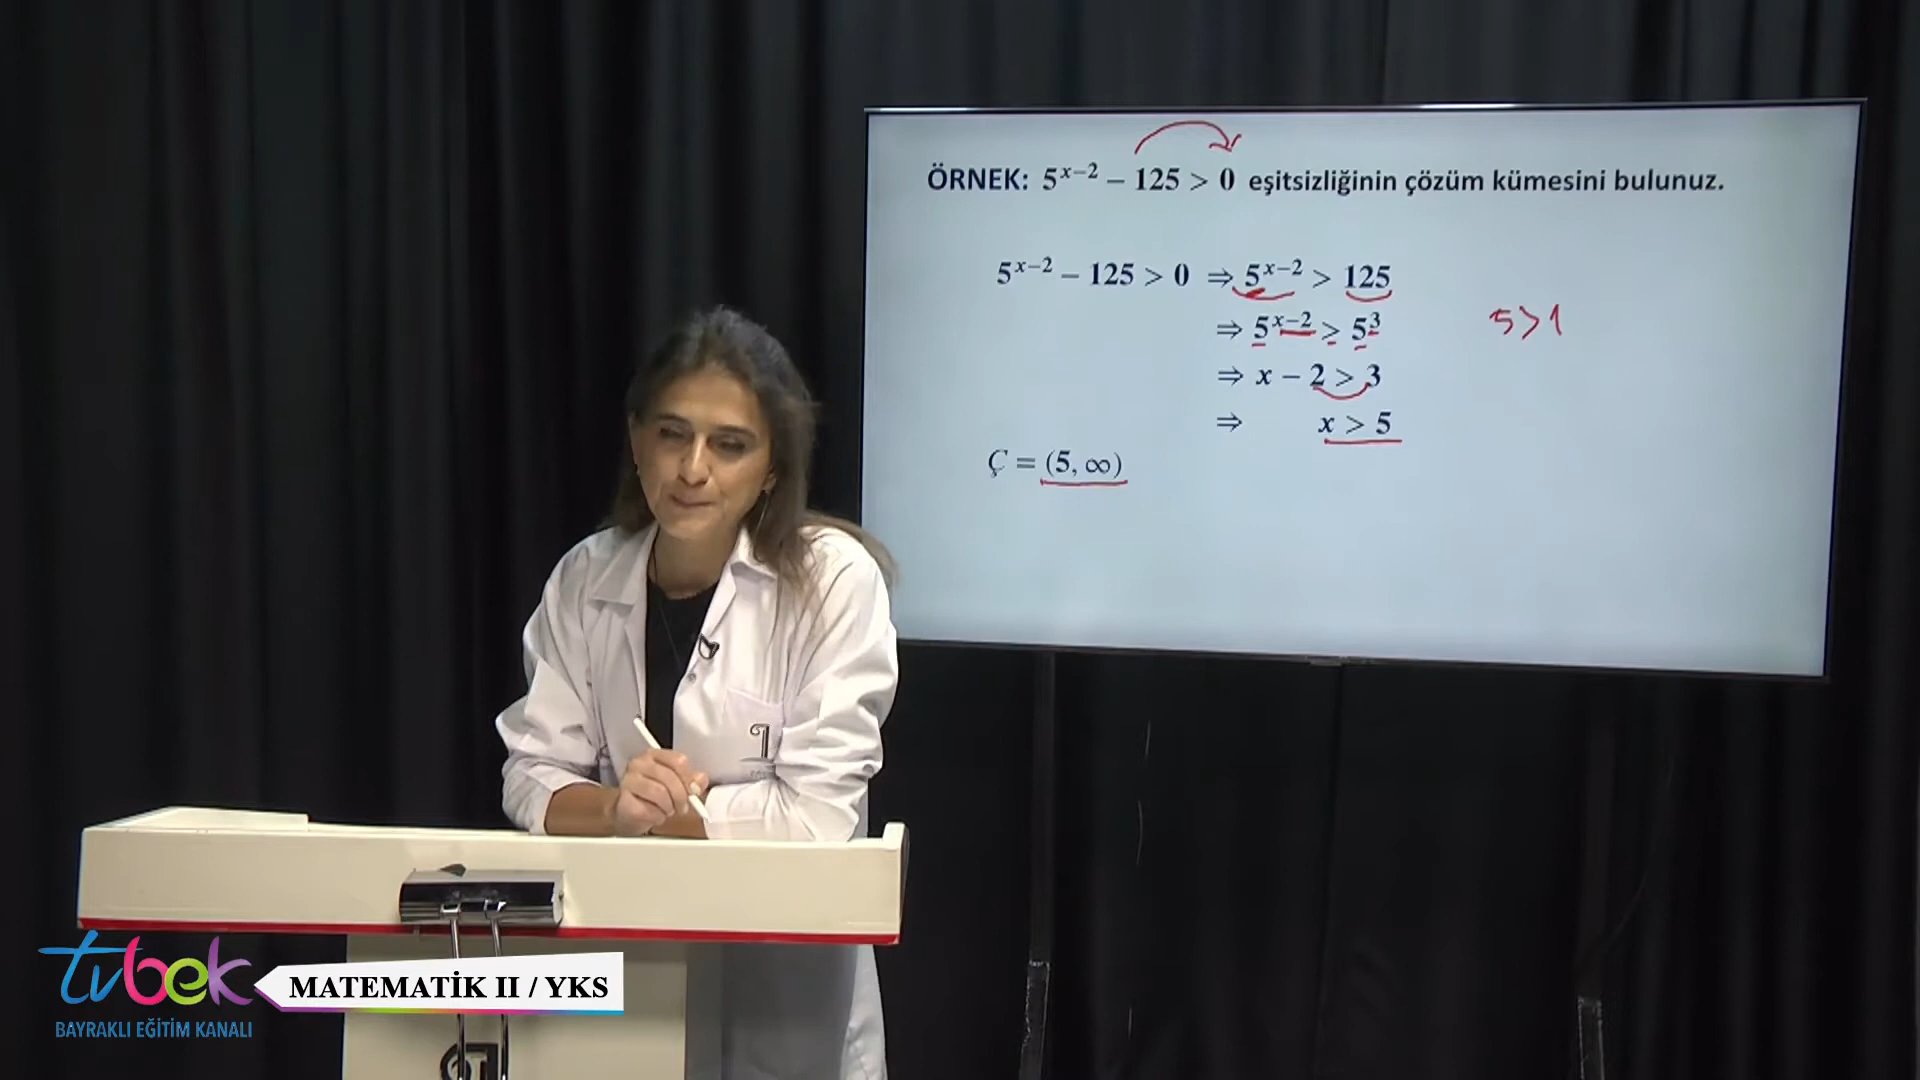 ÖRNEK: 5^{x-2} - 125 > 0 eşitsizliğinin çözüm kümesini bulunuz.
5^{x-2} - 125 > 0 ⇒ 5^{x-2} > 125
⇒ 5^{x-2} > 5^3
5>1
⇒ x - 2 > 3
⇒ x > 5
Ç = (5, ∞)
tvbek
BAYRAKLI EĞİTİM KANALI
MATEMATİK II / YKS